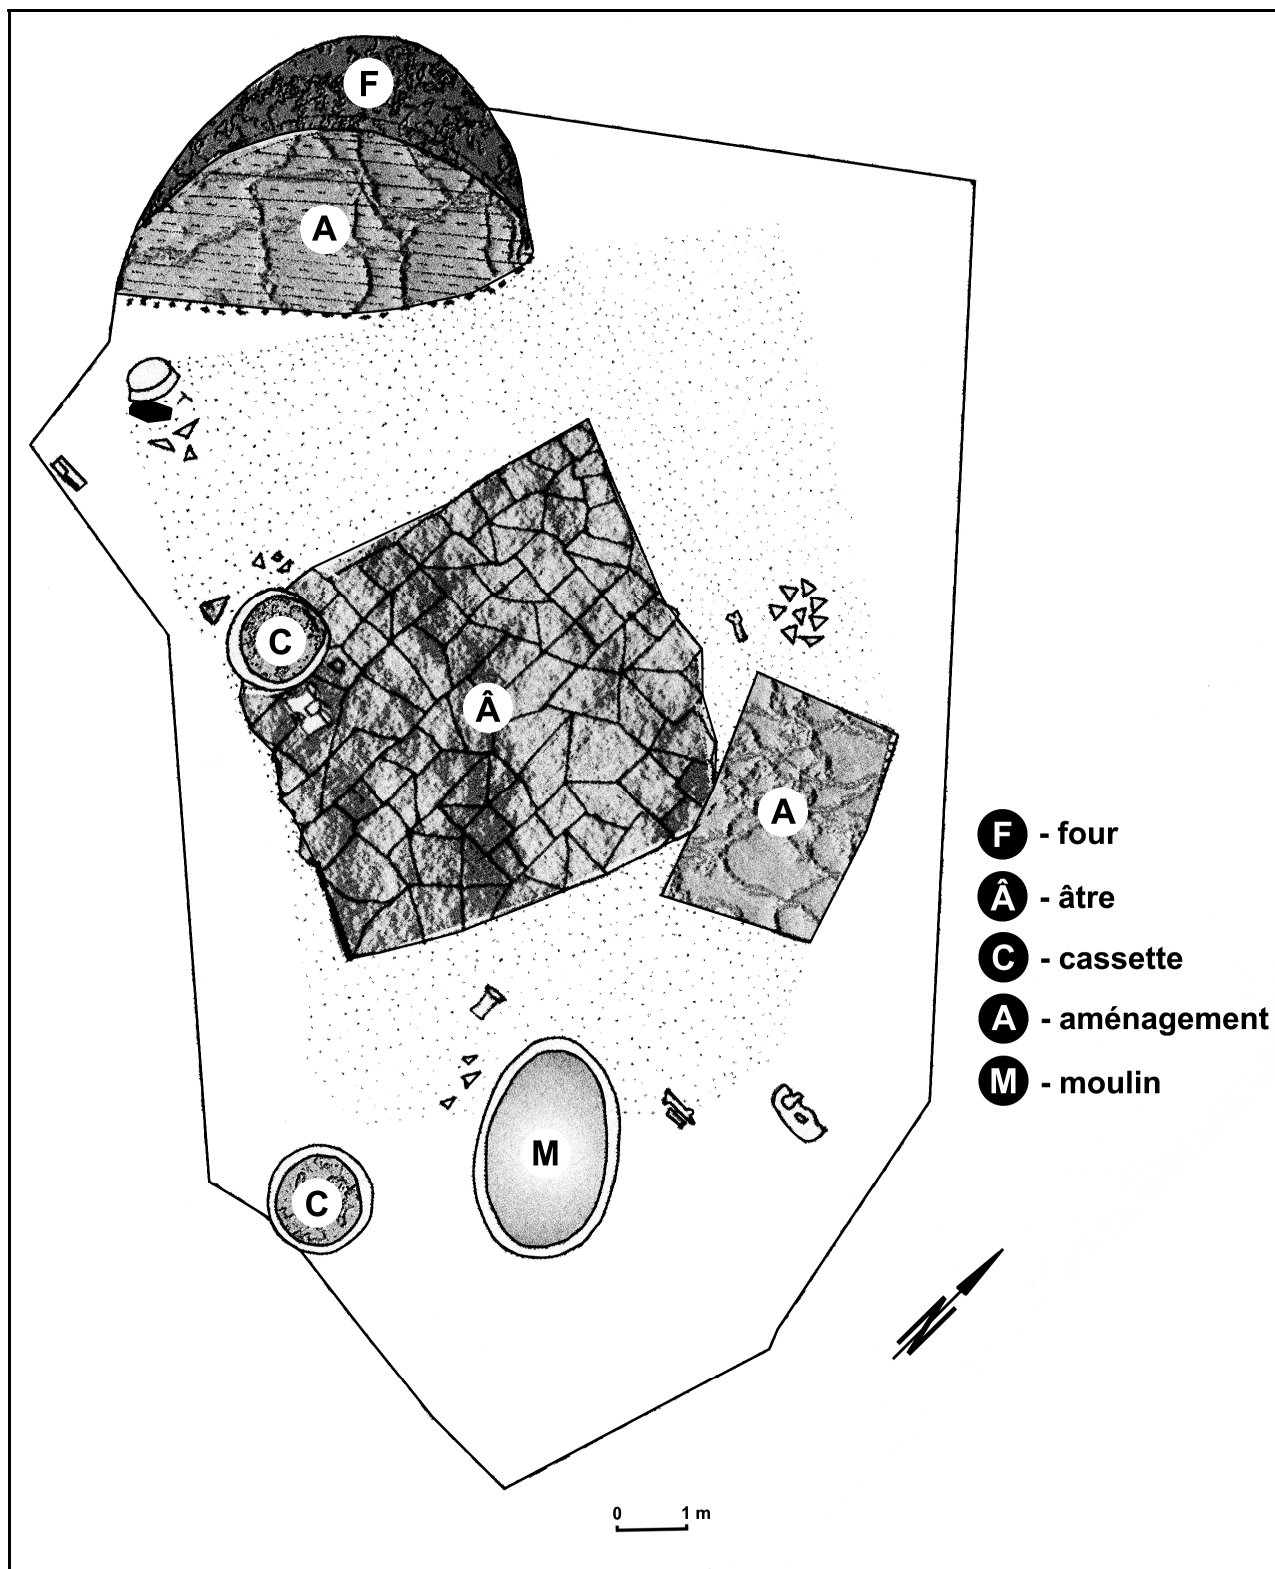 F
A
C
Â
A
F - four
Â - âtre
C - cassette
A - aménagement
M - moulin
M
C
N
0 1 m